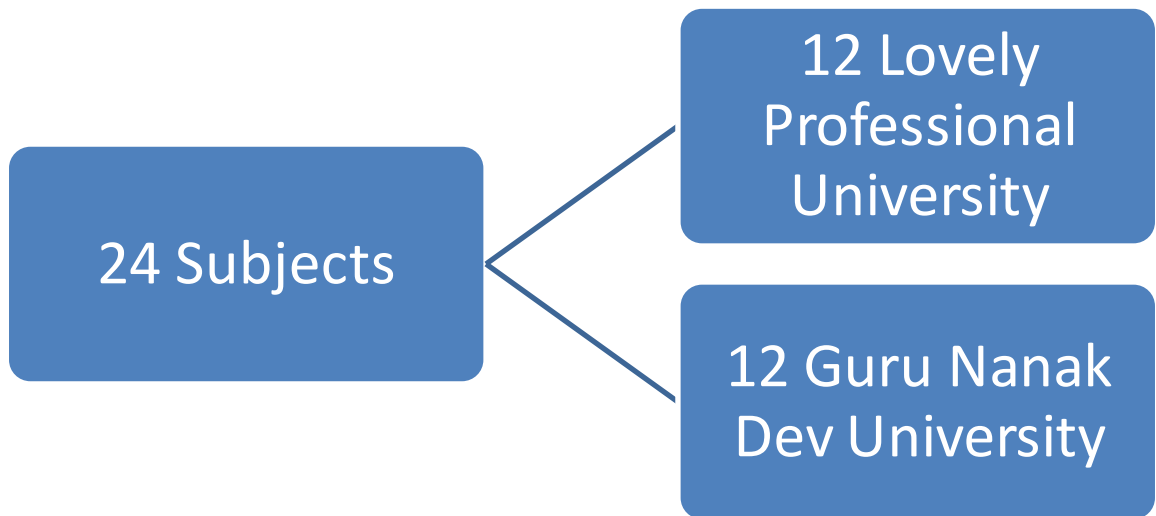 24 Subjects
12 Lovely
Professional
University
12 Guru Nanak
Dev University